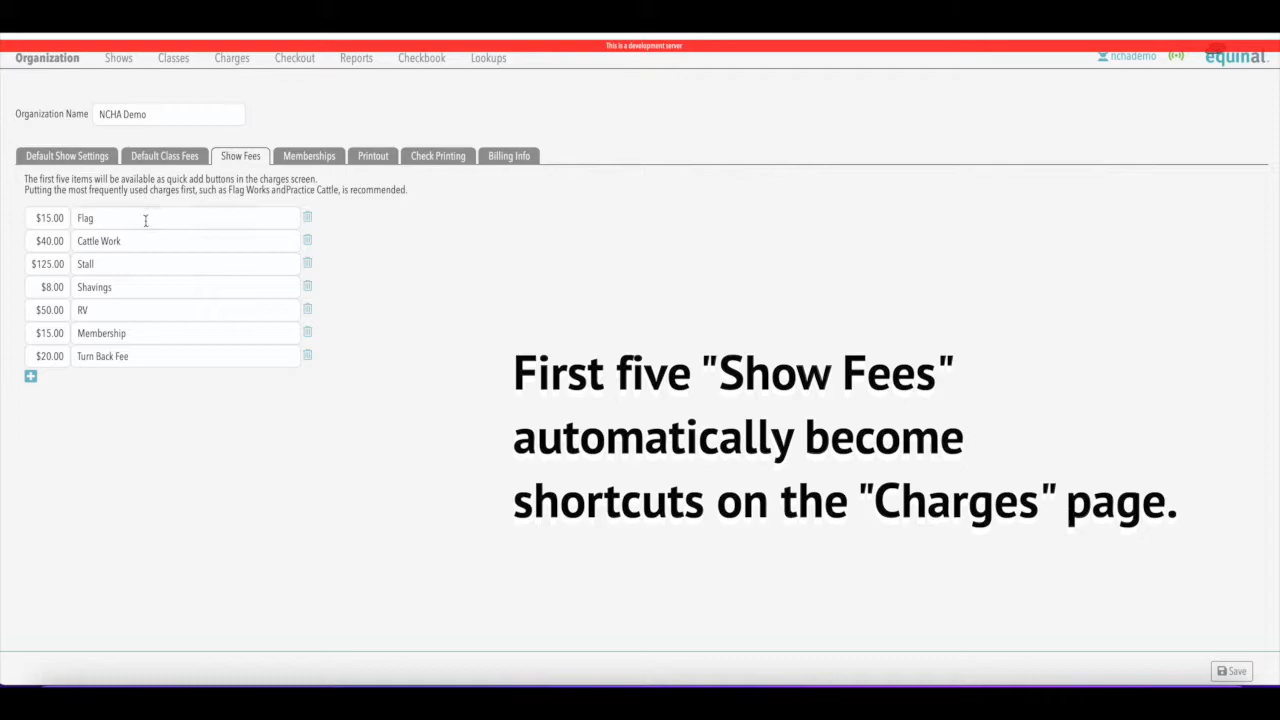 This is a development server
Organization Shows Classes Charges Checkout Reports Checkbook Lookups nchademo equinal.
Organization Name NCHA Demo
Default Show Settings Default Class Fees Show Fees Memberships Printout Check Printing Billing Info
The first five items will be available as quick add buttons in the charges screen.
Putting the most frequently used charges first, such as Flag Works andPractice Cattle, is recommended.
$15.00 Flag
$40.00 Cattle Work
$125.00 Stall
$8.00 Shavings
$50.00 RV
$15.00 Membership
$20.00 Turn Back Fee
First five "Show Fees"
automatically become
shortcuts on the "Charges" page.
Save